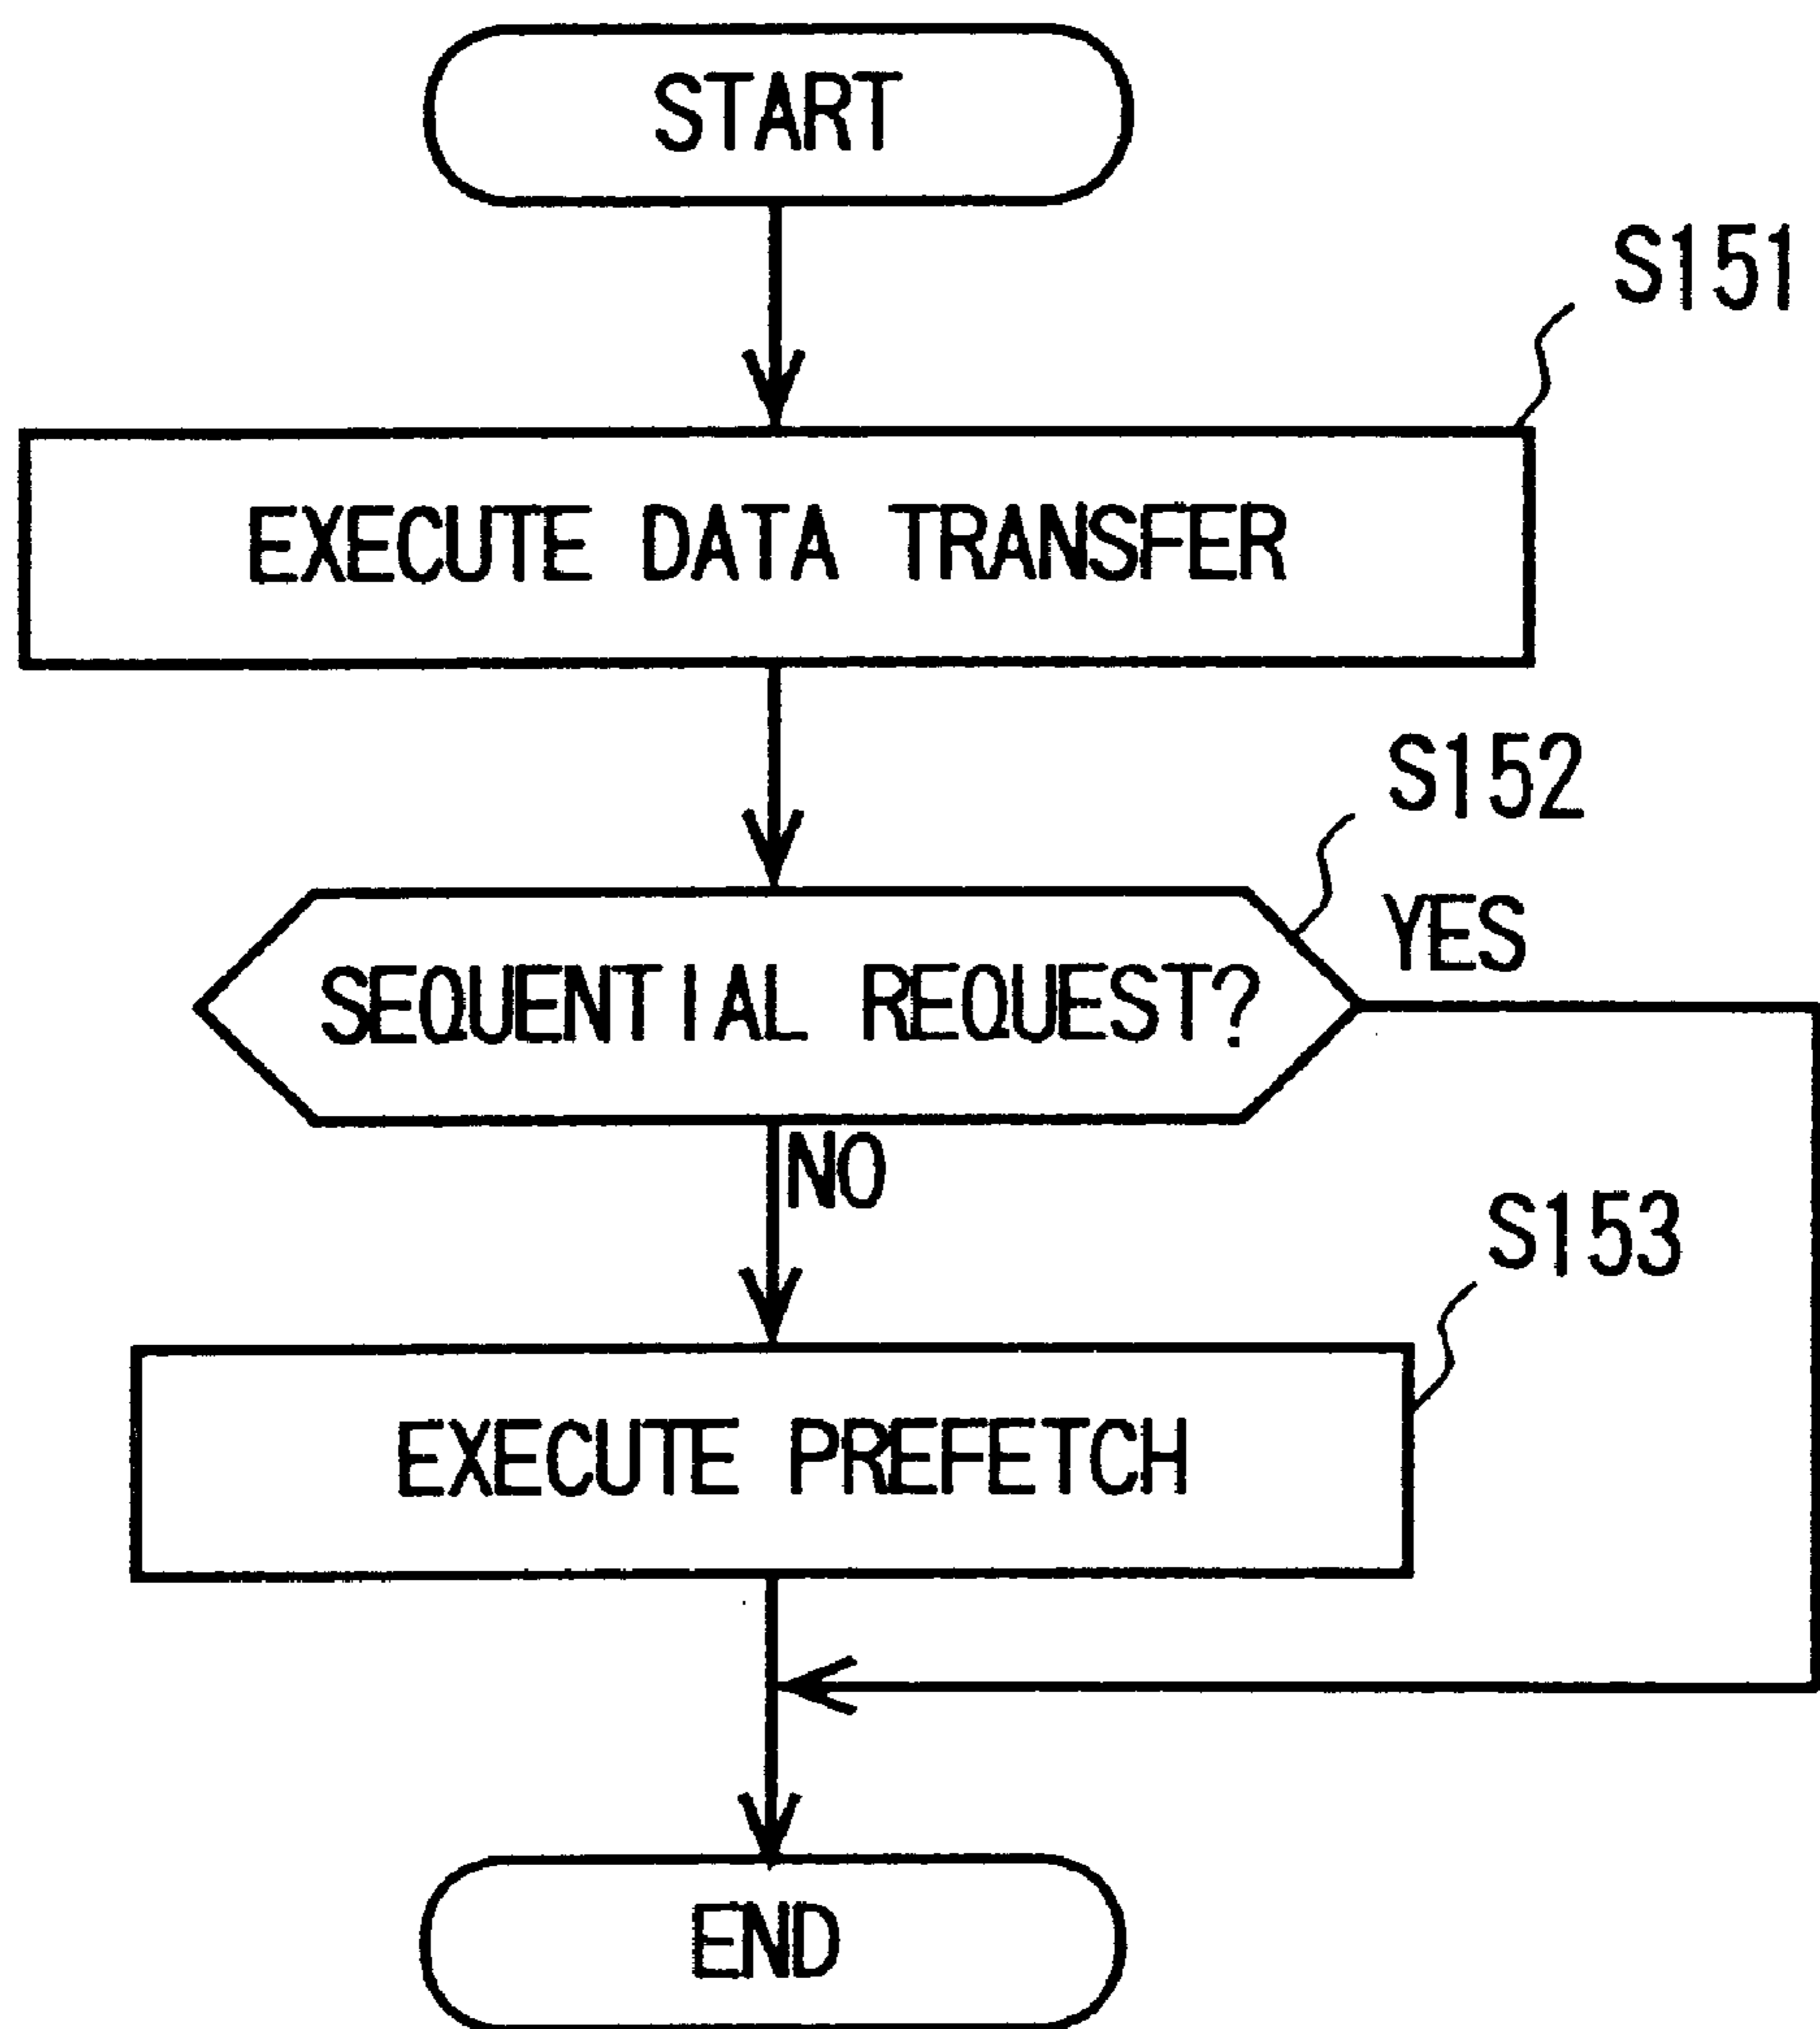 START
S151
EXECUTE DATA TRANSFER
S152
YES
SEQUENTIAL REQUEST?
NO
S153
EXECUTE PREFETCH
END